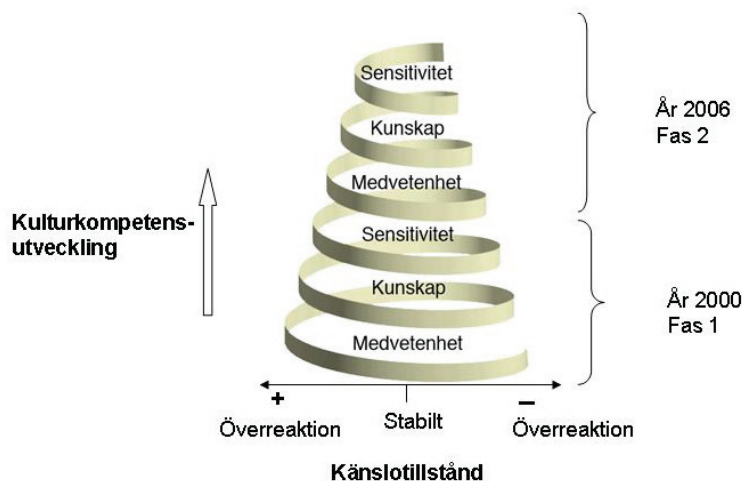 Sensitivitet
Kunskap
Medvetenhet
År 2006
Fas 2
Kulturkompetens-
utveckling
Sensitivitet
Kunskap
Medvetenhet
År 2000
Fas 1
+
Stabilt
–
Överreaktion
Överreaktion
Känslotillstånd